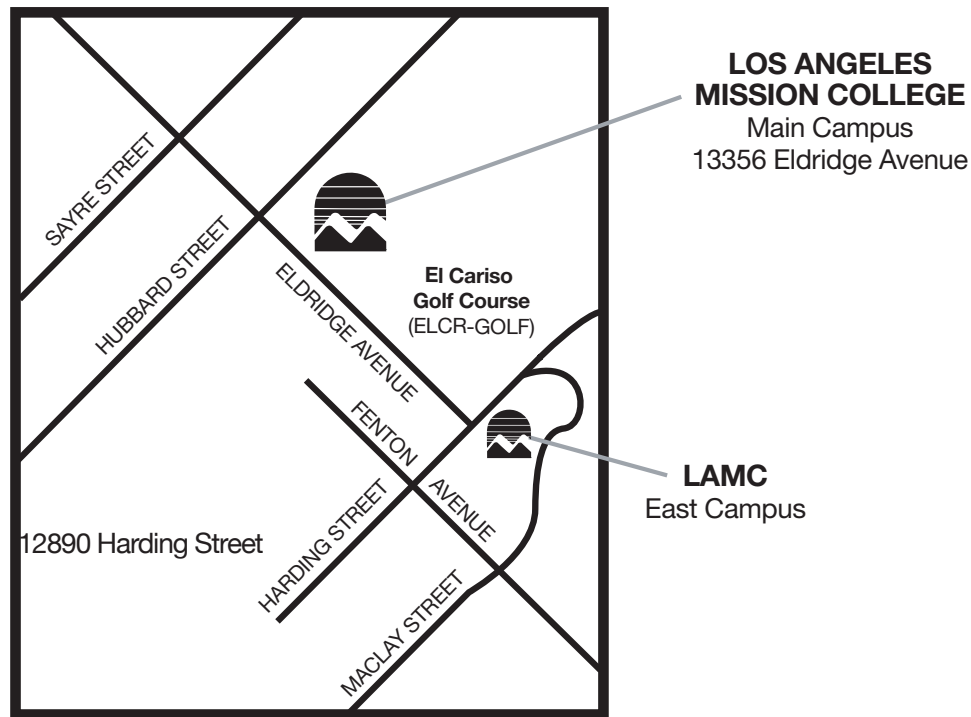 LOS ANGELES
MISSION COLLEGE
Main Campus
13356 Eldridge Avenue
SAYRE STREET
HUBBARD STREET
ELDRIDGE AVENUE
El Cariso
Golf Course
(ELCR-GOLF)
FENTON
AVENUE
LAMC
East Campus
12890 Harding Street
HARDING STREET
MACLAY STREET